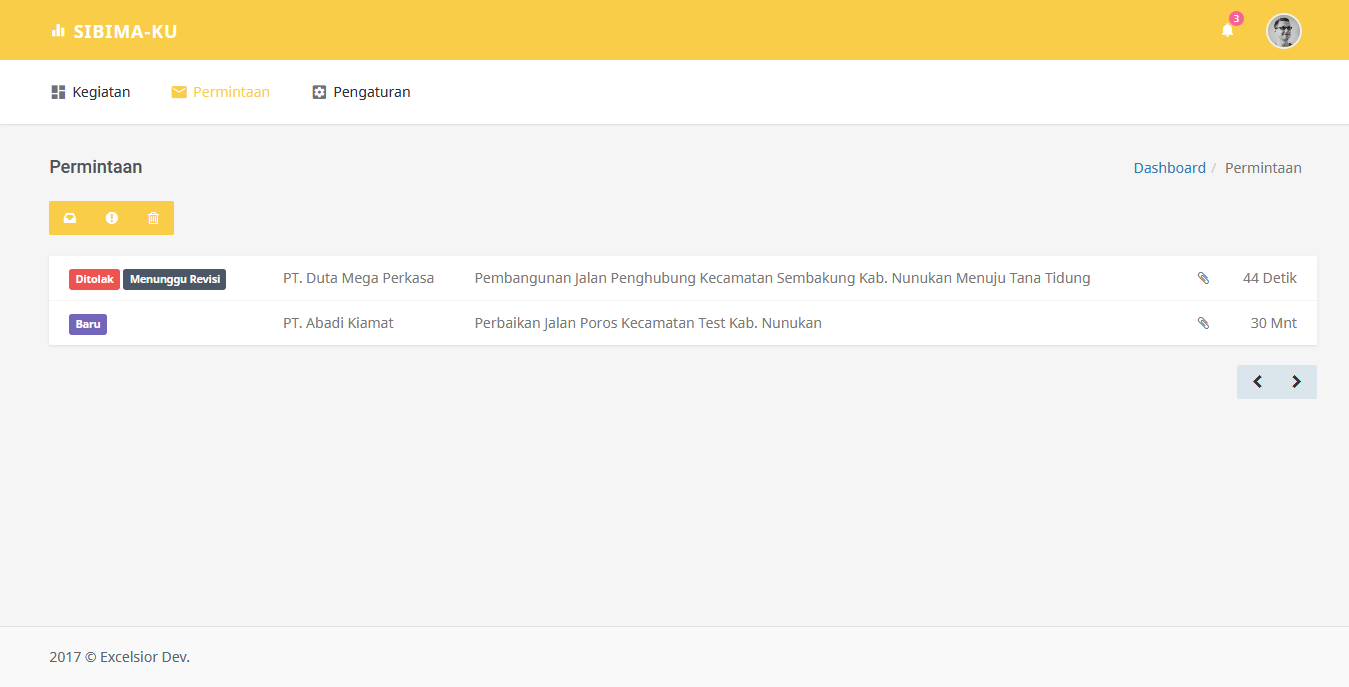 SIBIMA-KU
3
Kegiatan Permintaan Pengaturan
Permintaan
Dashboard / Permintaan
Ditolak Menunggu Revisi PT. Duta Mega Perkasa Pembangunan Jalan Penghubung Kecamatan Sembakung Kab. Nunukan Menuju Tana Tidung 44 Detik
Baru PT. Abadi Kiamat Perbaikan Jalan Poros Kecamatan Test Kab. Nunukan 30 Mnt
2017 © Excelsior Dev.